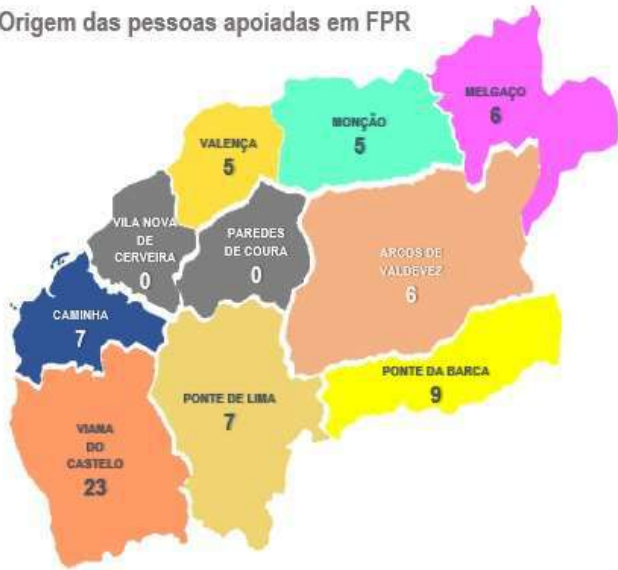 Origem das pessoas apoiadas em FPR
MELGAÇO
6
MONÇÃO
5
VALENÇA
5
VILA NOVA
DE
CERVEIRA
0
PAREDES
DE COURA
0
ARCOS DE
VALDEVEZ
6
CAMINHA
7
PONTE DA BARCA
9
PONTE DE LIMA
7
VIANA
DO
CASTELO
23